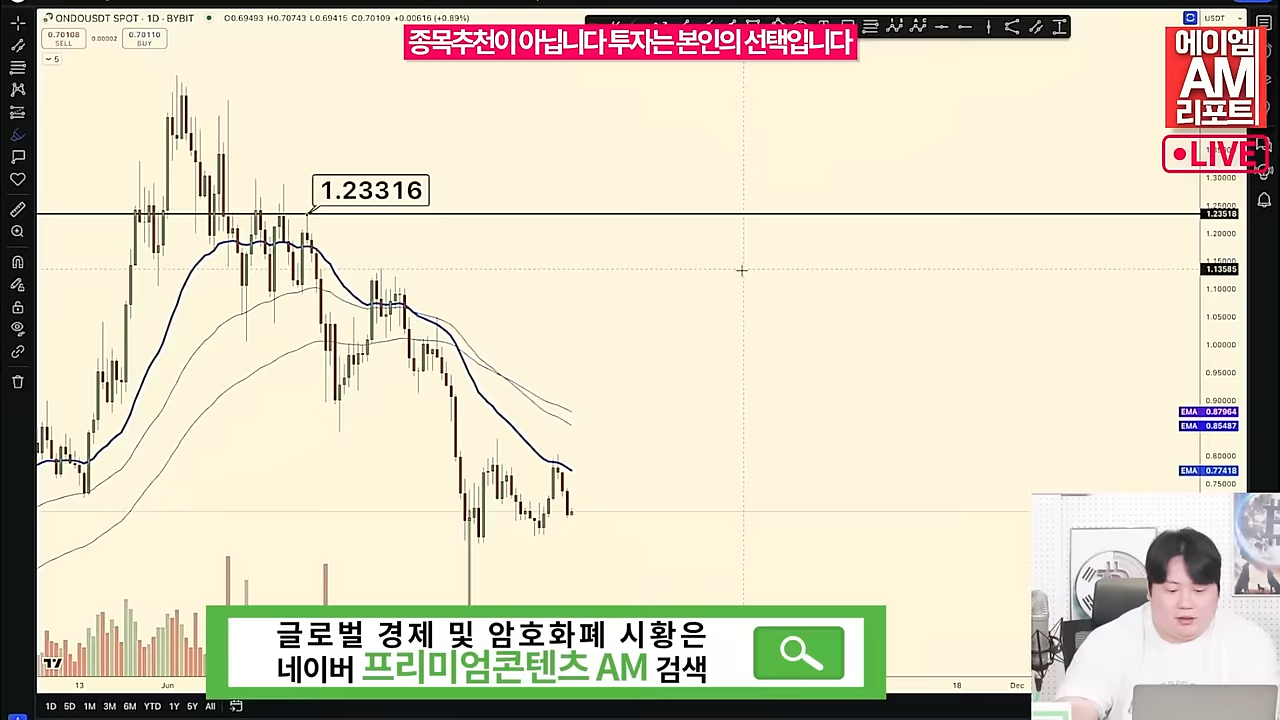 ONDOUSDT SPOT · 1D · BYBIT O0.69493 H0.70743 L0.69415 C0.70109 +0.00616 (+0.89%)
0.70108
SELL
0.00002
0.70110
BUY
5
USDT
종목추천이 아닙니다 투자는 본인의 선택입니다
에이엠
AM
리포트
LIVE
1.23316
1.30000
1.23518
1.20000
1.13585
1.10000
1.05000
1.00000
0.95000
0.90000
EMA 0.87964
EMA 0.85487
0.80000
EMA 0.77418
0.75000
글로벌 경제 및 암호화폐 시황은
네이버 프리미엄콘텐츠 AM 검색
13 Jun 18 Dec
1D 5D 1M 3M 6M YTD 1Y 5Y All